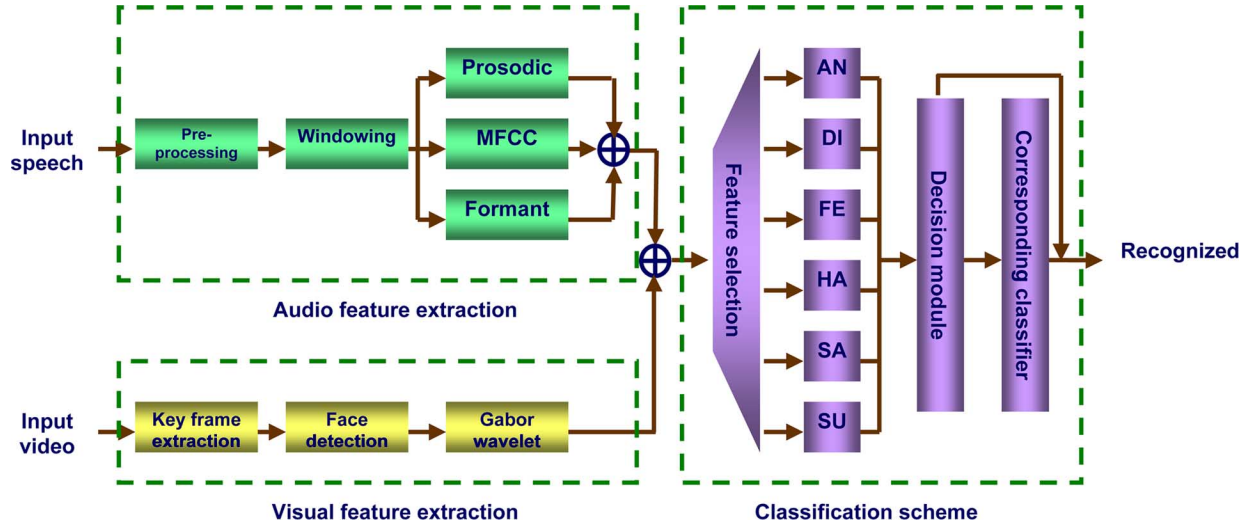 Input
speech
Pre-
processing
Windowing
Prosodic
MFCC
Formant
Audio feature extraction
Input
video
Key frame
extraction
Face
detection
Gabor
wavelet
Visual feature extraction
Feature selection
AN
DI
FE
HA
SA
SU
Decision module
Corresponding classifier
Recognized
Classification scheme